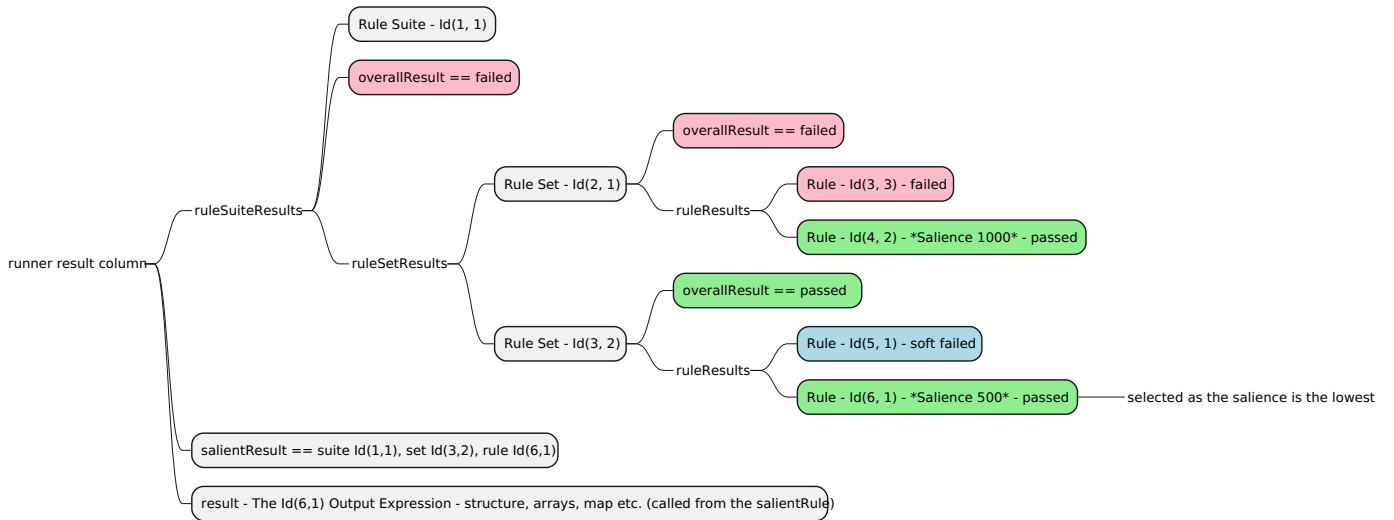 Rule Suite - Id(1, 1)
overallResult == failed
overallResult == failed
Rule Set - Id(2, 1)
Rule - Id(3, 3) - failed
ruleSuiteResults
ruleResults
Rule - Id(4, 2) - *Salience 1000* - passed
runner result column
ruleSetResults
overallResult == passed
Rule Set - Id(3, 2)
Rule - Id(5, 1) - soft failed
ruleResults
Rule - Id(6, 1) - *Salience 500* - passed
selected as the salience is the lowest
salientResult == suite Id(1,1), set Id(3,2), rule Id(6,1)
result - The Id(6,1) Output Expression - structure, arrays, map etc. (called from the salientRule)